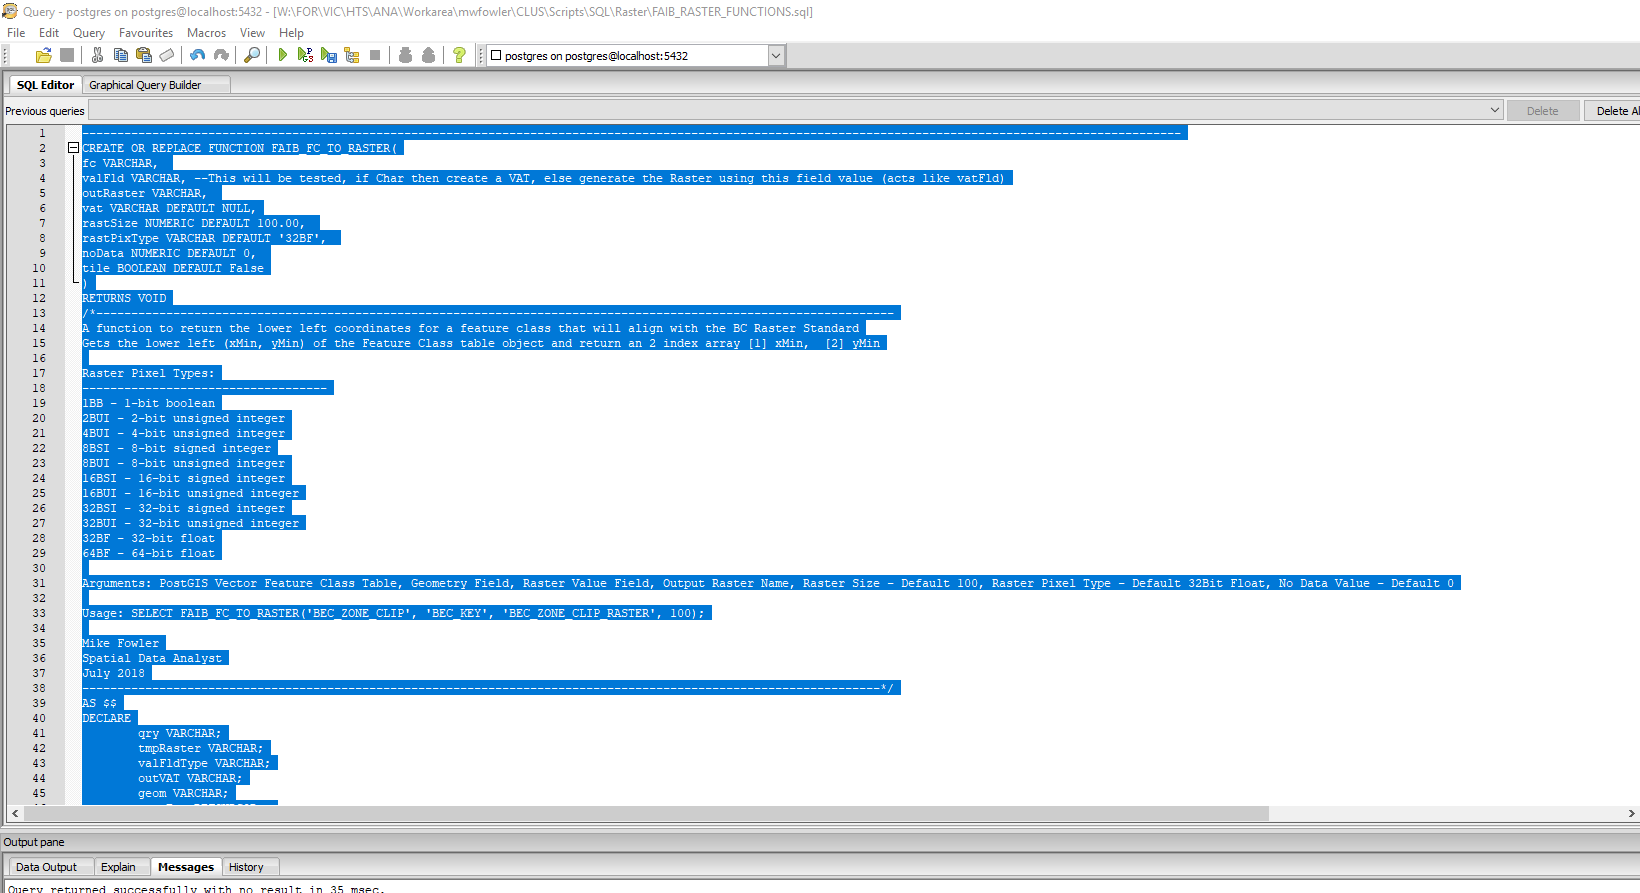 Query - postgres on postgres@localhost:5432 - [W:\FOR\VIC\HTS\ANA\Workarea\mwfowler\CLUS\Scripts\SQL\Raster\FAIB_RASTER_FUNCTIONS.sql]
File Edit Query Favourites Macros View Help
postgres on postgres@localhost:5432
SQL Editor Graphical Query Builder
Previous queries Delete Delete Al
1 ------------------------------------------------------------------------------------------------------------------------------------------------------------
2 CREATE OR REPLACE FUNCTION FAIB_FC_TO_RASTER(
3 fc VARCHAR,
4 valFld VARCHAR, --This will be tested, if Char then create a VAT, else generate the Raster using this field value (acts like vatFld)
5 outRaster VARCHAR,
6 vat VARCHAR DEFAULT NULL,
7 rastSize NUMERIC DEFAULT 100.00,
8 rastPixType VARCHAR DEFAULT '32BF',
9 noData NUMERIC DEFAULT 0,
10 tile BOOLEAN DEFAULT False
11 )
12 RETURNS VOID
13 /*------------------------------------------------------------------------------------------------------------------
14 A function to return the lower left coordinates for a feature class that will align with the BC Raster Standard
15 Gets the lower left (xMin, yMin) of the Feature Class table object and return an 2 index array [1] xMin,  [2] yMin
16
17 Raster Pixel Types:
18 -----------------------------------
19 1BB - 1-bit boolean
20 2BUI - 2-bit unsigned integer
21 4BUI - 4-bit unsigned integer
22 8BSI - 8-bit signed integer
23 8BUI - 8-bit unsigned integer
24 16BSI - 16-bit signed integer
25 16BUI - 16-bit unsigned integer
26 32BSI - 32-bit signed integer
27 32BUI - 32-bit unsigned integer
28 32BF - 32-bit float
29 64BF - 64-bit float
30
31 Arguments: PostGIS Vector Feature Class Table, Geometry Field, Raster Value Field, Output Raster Name, Raster Size - Default 100, Raster Pixel Type - Default 32Bit Float, No Data Value - Default 0
32
33 Usage: SELECT FAIB_FC_TO_RASTER('BEC_ZONE_CLIP', 'BEC_KEY', 'BEC_ZONE_CLIP_RASTER', 100);
34
35 Mike Fowler
36 Spatial Data Analyst
37 July 2018
38 ------------------------------------------------------------------------------------------------------------------*/
39 AS $$
40 DECLARE
41 qry VARCHAR;
42 tmpRaster VARCHAR;
43 valFldType VARCHAR;
44 outVAT VARCHAR;
45 geom VARCHAR;
Output pane
Data Output Explain Messages History
Query returned successfully with no result in 35 msec.